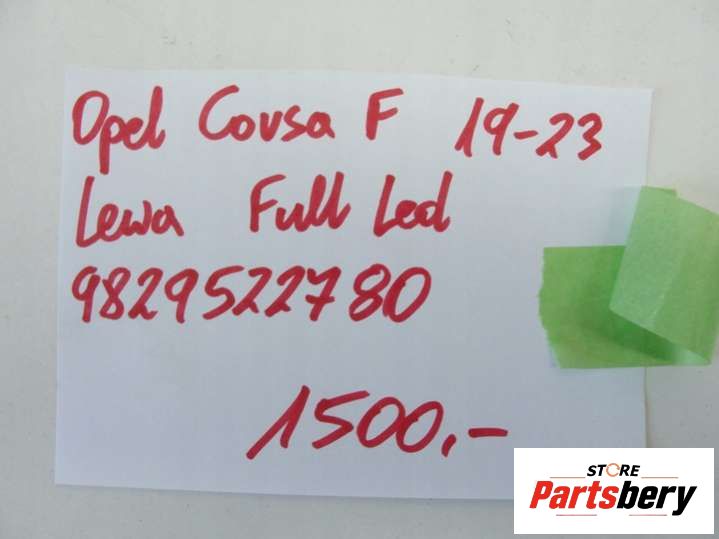 Opel Corsa F 19-23
Lewa Full Led
9829522780
1500,-
STORE
Partsbery